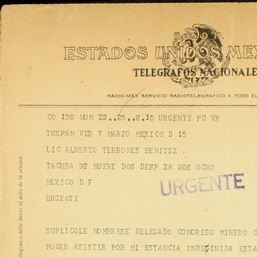 ESTADOS UNIDOS MEX
TELEGRAFOS NACIONALE
RADIO-MEX SERVICIO RADIOTELEGRAFICO A TODO EL
CO 158 NUM 22..25..8.10 URGENTE PD VR
TUXPAM VER 7 MARZO MEXICO D 15
LIC ALBERTO TERRONES BENITEZ.
TACUBA 92 NUEVE DOS DESP 28 DOS OCHO
MEXICO D F
URGENTE
URGENTE
SUPLICOLE NOMBRESE DELEGADO CONGRESO MINERO
PODER ASISTIR POR MI ESTANCIA INDEFINIDA ESTA